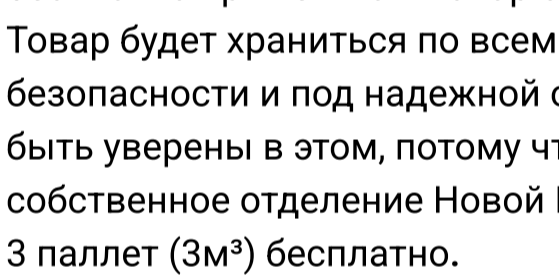 Товар будет храниться по всем
безопасности и под надежной
быть уверены в этом, потому
собственное отделение Новой
3 паллет (3м³) бесплатно.